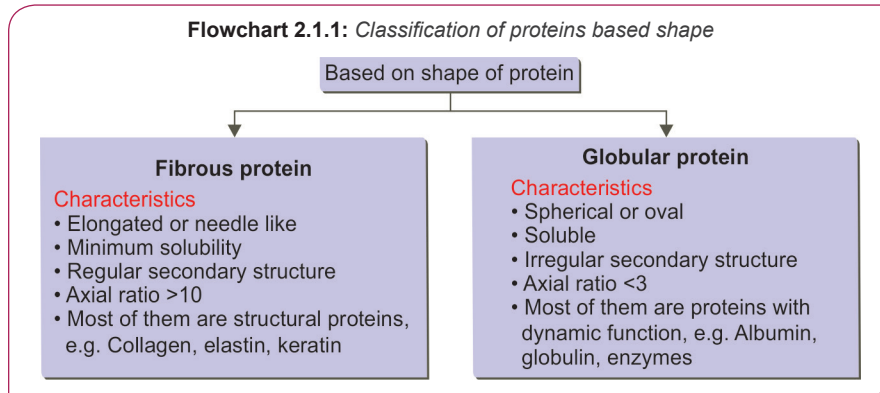 Flowchart 2.1.1: Classification of proteins based shape
Based on shape of protein
Fibrous protein
Characteristics
• Elongated or needle like
• Minimum solubility
• Regular secondary structure
• Axial ratio >10
• Most of them are structural proteins,
e.g. Collagen, elastin, keratin
Globular protein
Characteristics
• Spherical or oval
• Soluble
• Irregular secondary structure
• Axial ratio <3
• Most of them are proteins with
dynamic function, e.g. Albumin,
globulin, enzymes